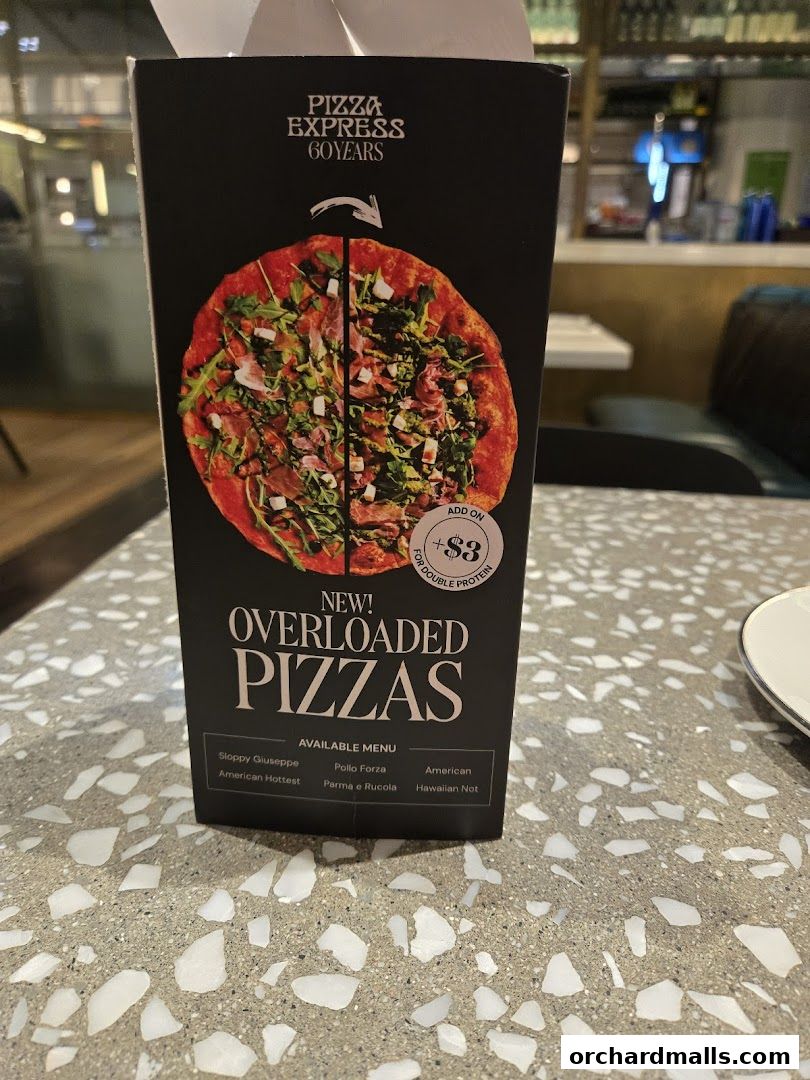 PIZZA
EXPRESS
60 YEARS
ADD ON
+$3
FOR DOUBLE PROTEIN
NEW!
OVERLOADED
PIZZAS
AVAILABLE MENU
Sloppy Giuseppe
Pollo Forza
American
American Hottest
Parma e Rucola
Hawaiian Not
orchardmalls.com